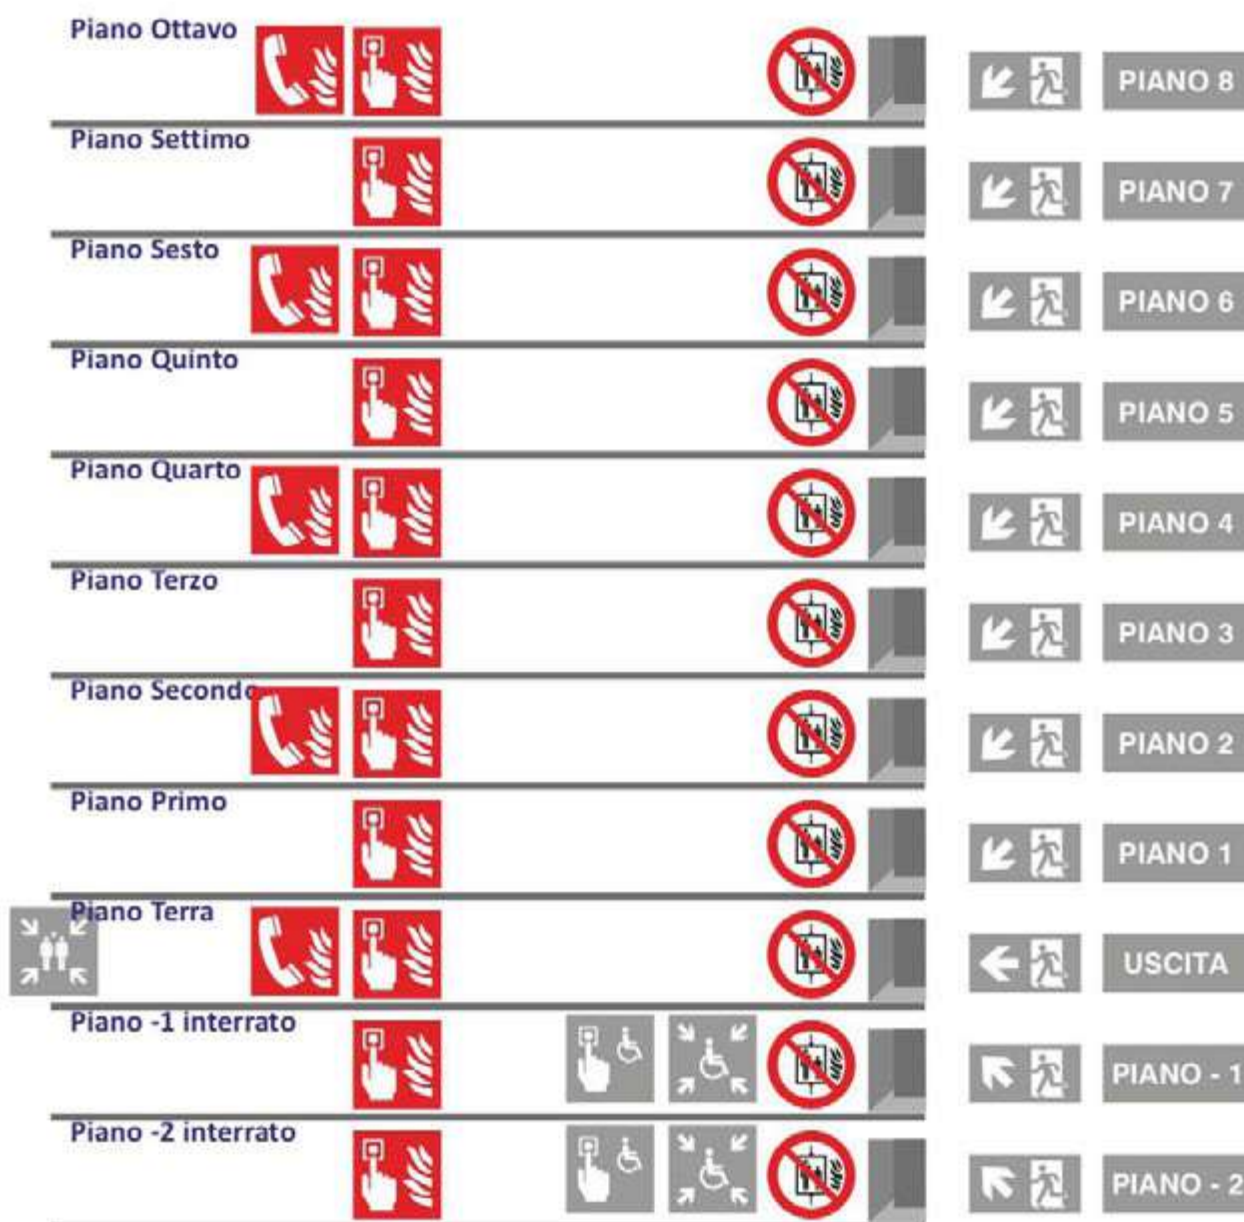 Piano Ottavo
PIANO 8
Piano Settimo
PIANO 7
Piano Sesto
PIANO 6
Piano Quinto
PIANO 5
Piano Quarto
PIANO 4
Piano Terzo
PIANO 3
Piano Secondo
PIANO 2
Piano Primo
PIANO 1
Piano Terra
USCITA
Piano -1 interrato
PIANO - 1
Piano -2 interrato
PIANO - 2